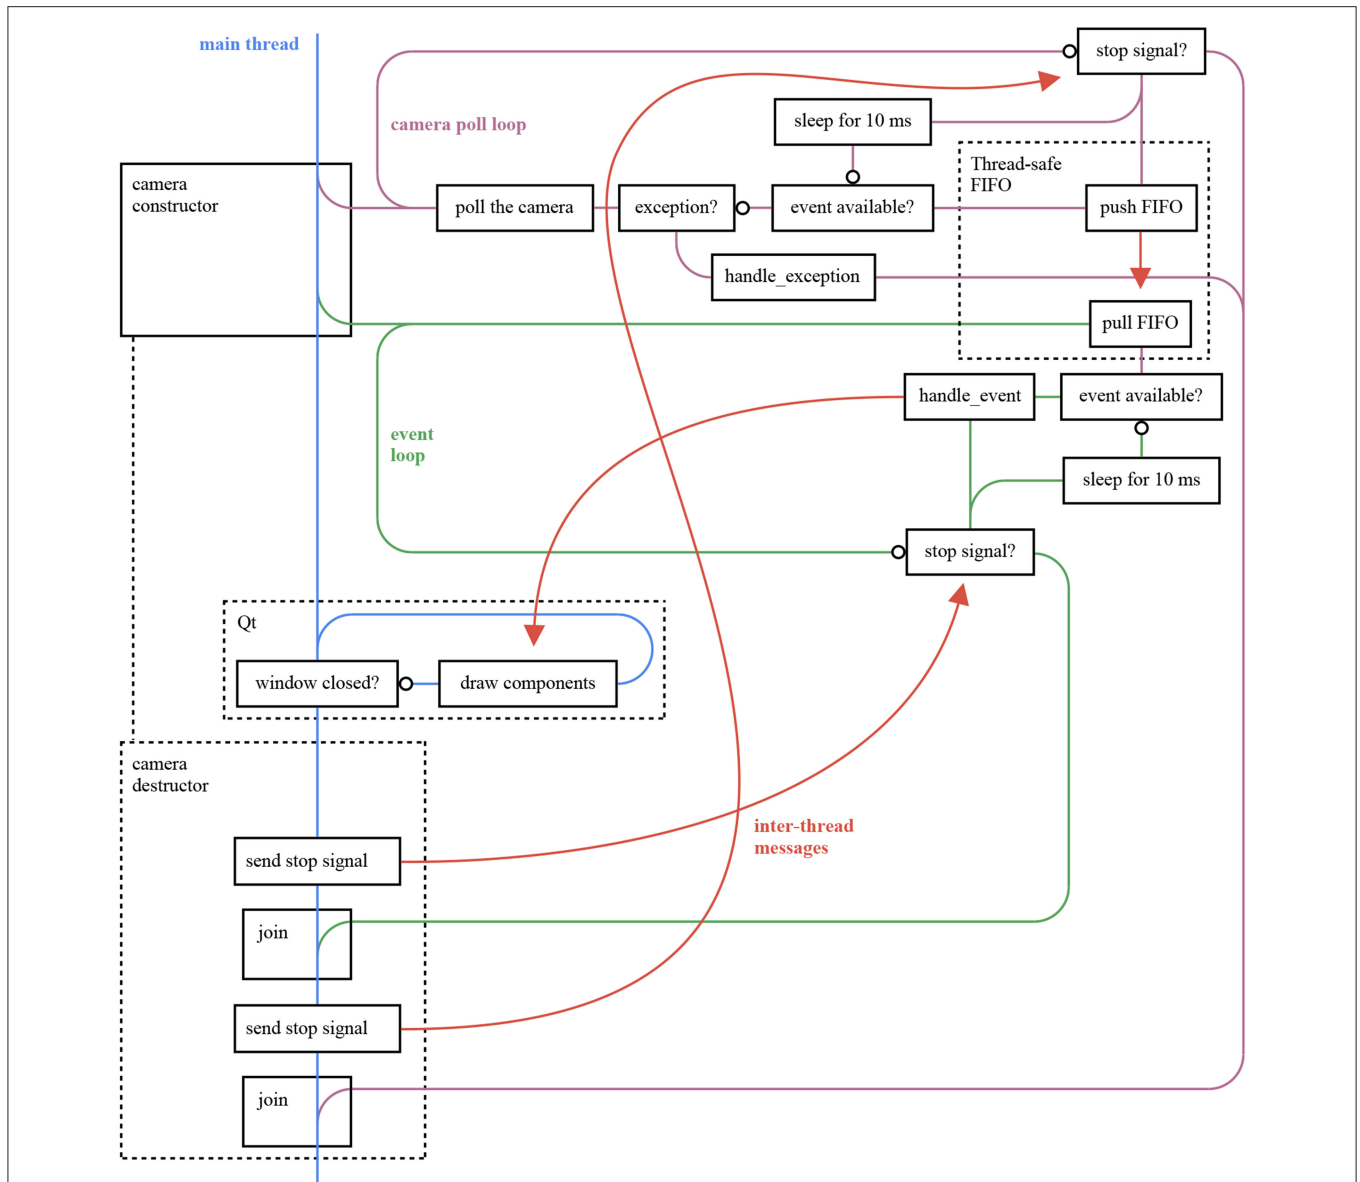 main thread
stop signal?
sleep for 10 ms
camera poll loop
Thread-safe
FIFO
camera
constructor
poll the camera
exception?
event available?
push FIFO
handle_exception
pull FIFO
handle_event
event available?
event
loop
sleep for 10 ms
stop signal?
Qt
window closed?
draw components
camera
destructor
inter-thread
messages
send stop signal
join
send stop signal
join